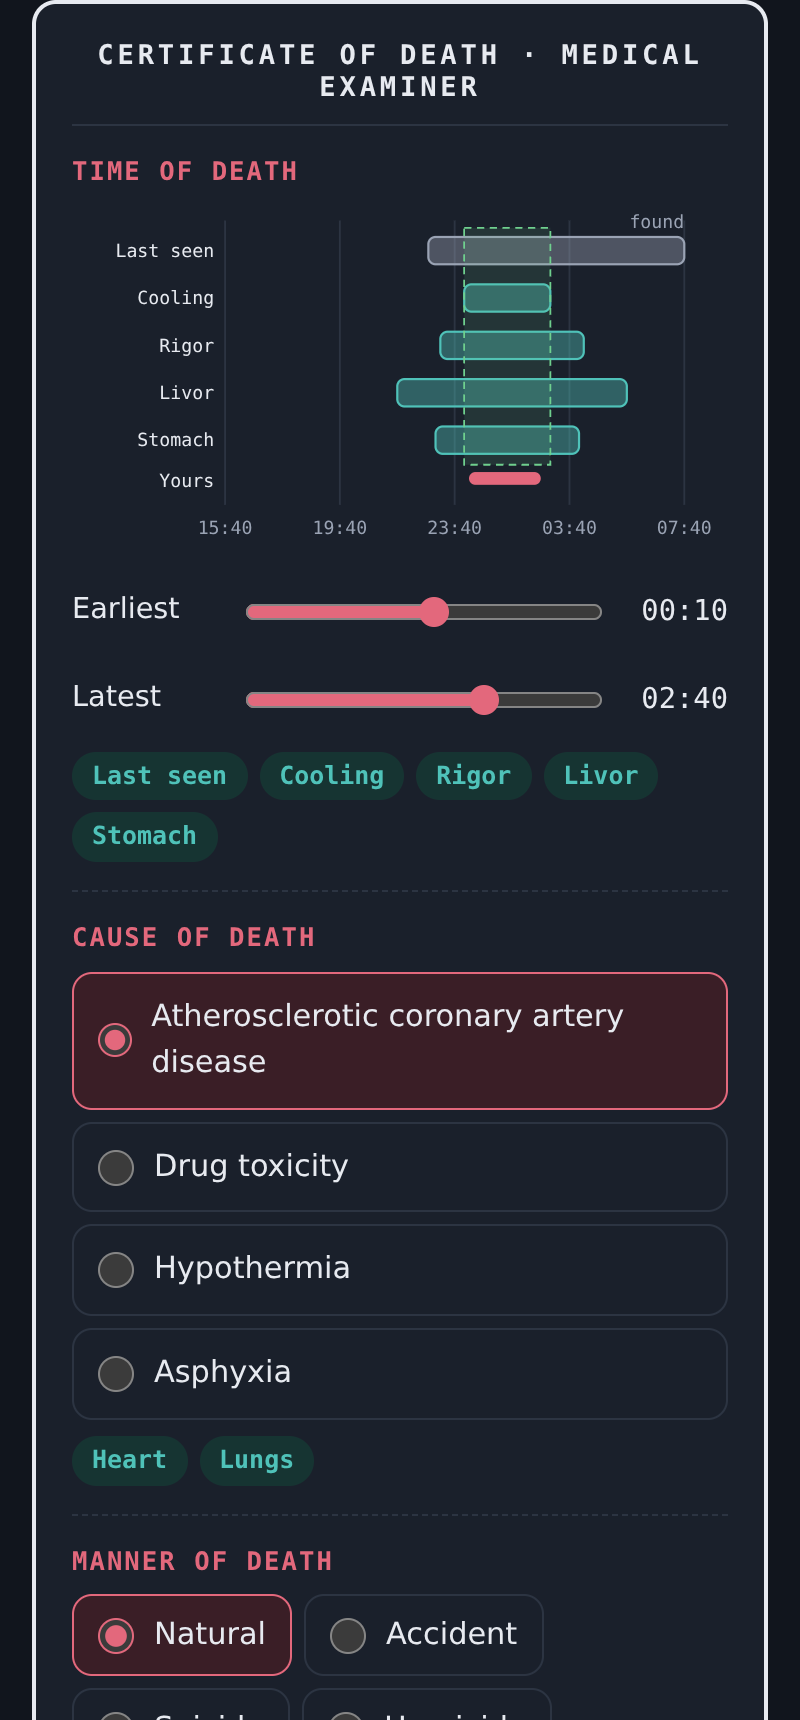 CERTIFICATE OF DEATH · MEDICAL
EXAMINER
TIME OF DEATH
found
Last seen
Cooling
Rigor
Livor
Stomach
Yours
15:40 19:40 23:40 03:40 07:40
Earliest 00:10
Latest 02:40
Last seen Cooling Rigor Livor
Stomach
CAUSE OF DEATH
Atherosclerotic coronary artery
disease
Drug toxicity
Hypothermia
Asphyxia
Heart Lungs
MANNER OF DEATH
Natural Accident